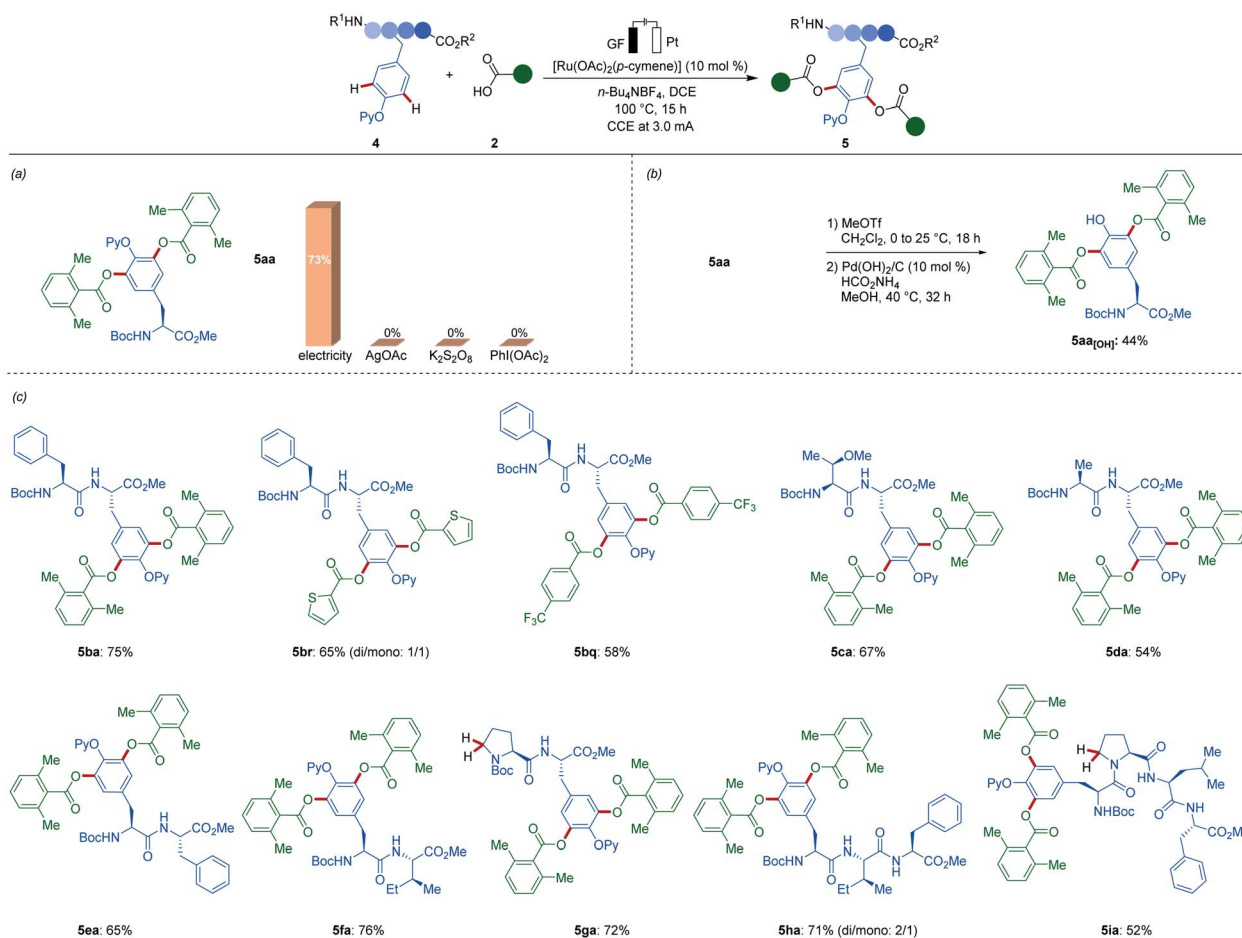 R¹HN
CO₂R²
H
H
PyO
4
+
O
HO
2
GF
Pt
[Ru(OAc)₂(p-cymene)] (10 mol %)
n-Bu₄NBF₄, DCE
100 °C, 15 h
CCE at 3.0 mA
R¹HN
CO₂R²
O
O
O
O
PyO
5
(a)
Me
Me
PyO
O
O
O
O
Me
Me
BocHN
CO₂Me
5aa
73%
0%
0%
0%
electricity
AgOAc
K₂S₂O₈
PhI(OAc)₂
(b)
5aa
1) MeOTf
CH₂Cl₂, 0 to 25 °C, 18 h
2) Pd(OH)₂/C (10 mol %)
HCO₂NH₄
MeOH, 40 °C, 32 h
Me
Me
HO
O
O
Me
O
O
Me
BocHN
CO₂Me
5aa[OH]: 44%
(c)
BocHN
H
N
CO₂Me
O
Me
O
O
Me
O
O
OPy
Me
Me
5ba: 75%
BocHN
H
N
CO₂Me
O
O
S
O
O
OPy
O
S
5br: 65% (di/mono: 1/1)
BocHN
H
N
CO₂Me
O
O
O
CF₃
O
O
OPy
F₃C
5bq: 58%
Me
OMe
BocHN
H
N
CO₂Me
O
Me
O
O
Me
O
O
OPy
Me
Me
5ca: 67%
Me
BocHN
H
N
CO₂Me
O
Me
O
O
Me
O
O
OPy
Me
Me
5da: 54%
Me
Me
PyO
O
O
Me
O
O
Me
BocHN
H
N
CO₂Me
O
5ea: 65%
Me
Me
PyO
O
O
Me
O
O
Me
BocHN
H
N
CO₂Me
O
Et
Me
5fa: 76%
H
H
N
Boc
H
N
CO₂Me
O
Me
O
O
Me
O
O
OPy
Me
Me
5ga: 72%
Me
Me
PyO
O
O
Me
O
O
Me
BocHN
H
N
O
Et
Me
O
N
H
CO₂Me
5ha: 71% (di/mono: 2/1)
Me
Me
O
O
PyO
O
O
Me
Me
H
H
N
O
O
NHBoc
HN
Me
Me
O
HN
CO₂Me
5ia: 52%